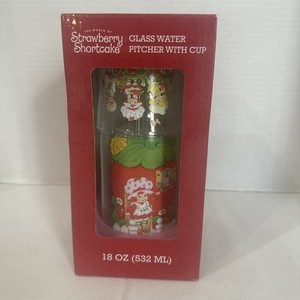 THE WORLD OF
Strawberry
Shortcake
GLASS WATER
PITCHER WITH CUP
18 OZ (532 ML)